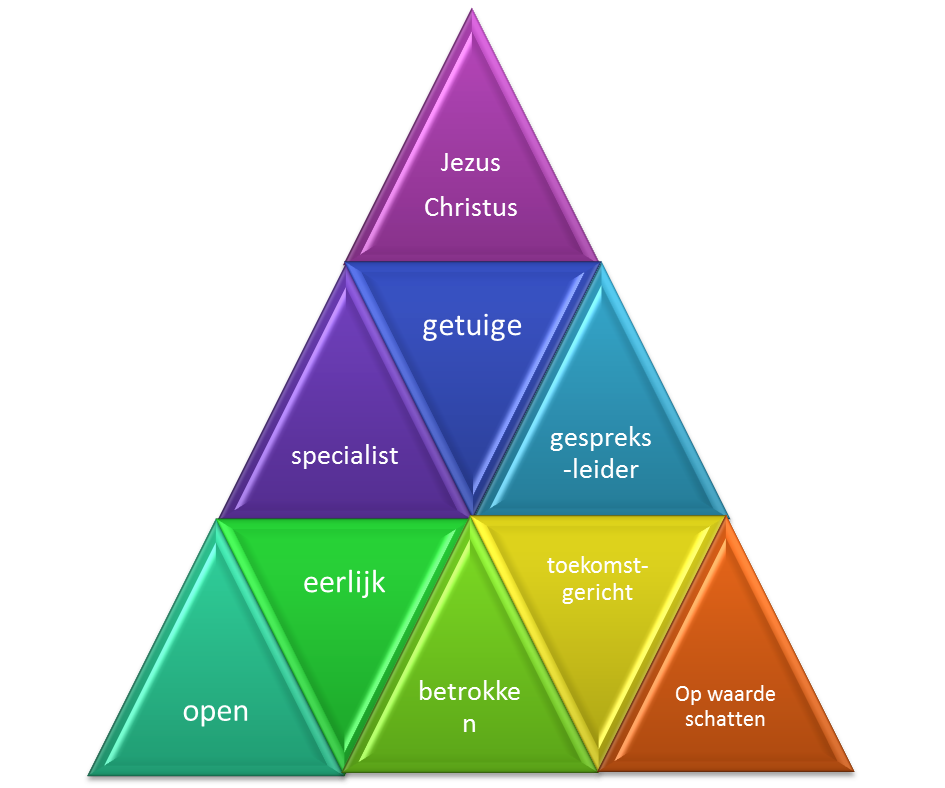 Jezus
Christus
getuige
specialist
gespreks
-leider
open
eerlijk
betrokke
n
toekomst-
gericht
Op waarde
schatten